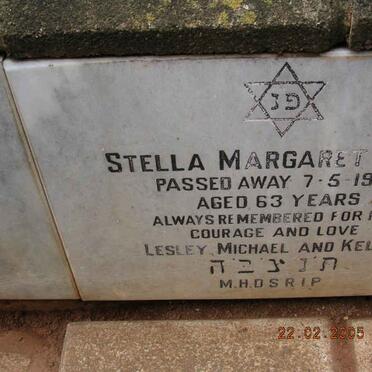 פנ
STELLA MARGARET
PASSED AWAY 7-5-19
AGED 63 YEARS
ALWAYS REMEMBERED FOR
COURAGE AND LOVE
LESLEY, MICHAEL AND KEL
תנצבה
M.H.D.S.R.I.P
22.02.2005